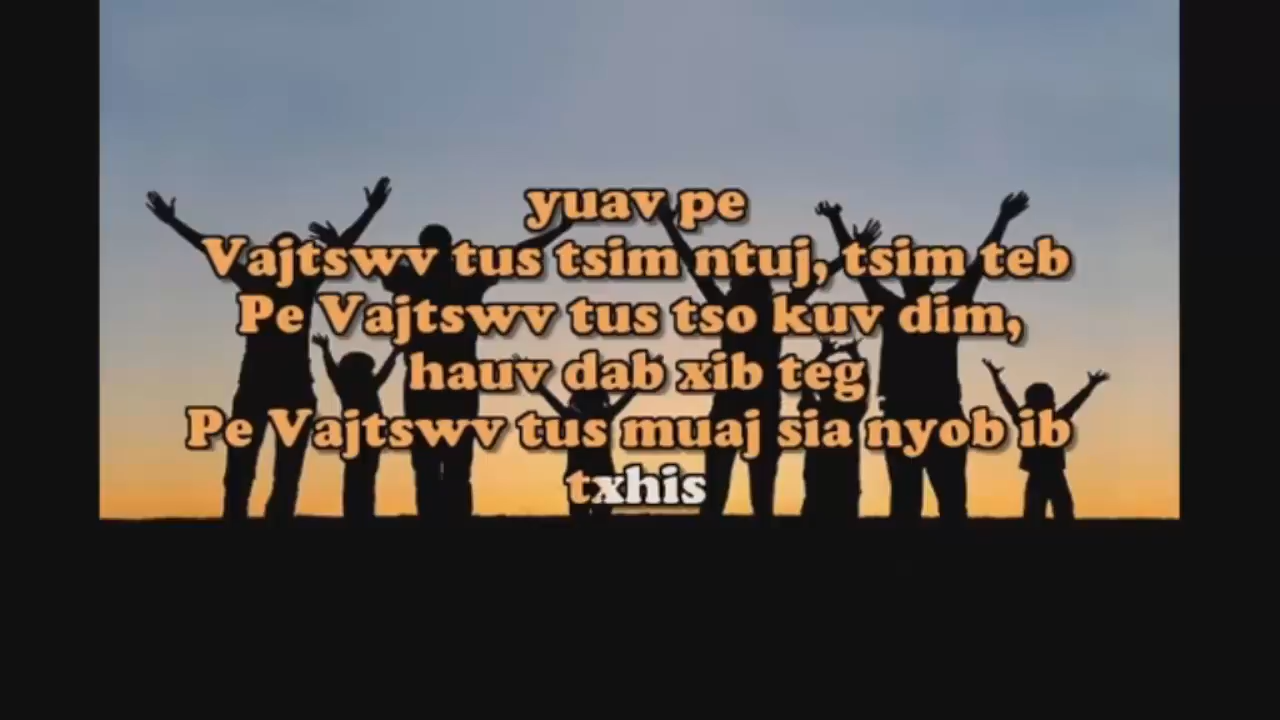 yuav pe
Vajtswv tus tsim ntuj, tsim teb
Pe Vajtswv tus tso kuv dim,
hauv dab xib teg
Pe Vajtswv tus muaj sia nyob ib
txhis